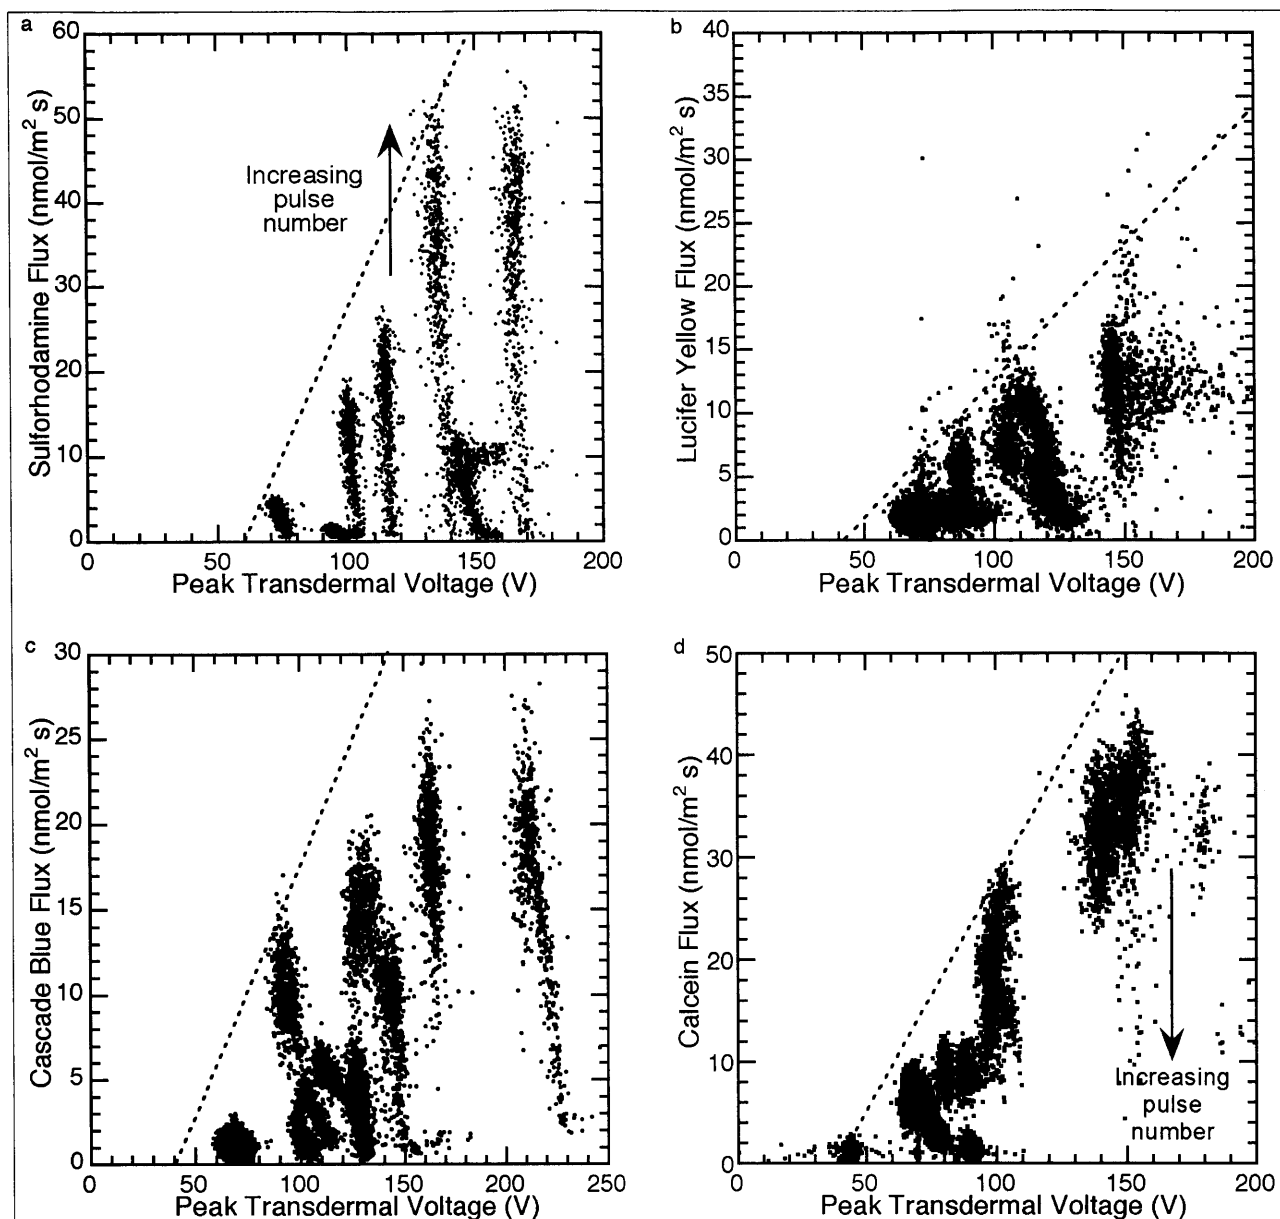 a
60
50
40
30
20
10
0
Sulforhodamine Flux (nmol/m² s)
Increasing
pulse
number
0 50 100 150 200
Peak Transdermal Voltage (V)
b
40
35
30
25
20
15
10
5
0
Lucifer Yellow Flux (nmol/m² s)
0 50 100 150 200
Peak Transdermal Voltage (V)
c
30
25
20
15
10
5
0
Cascade Blue Flux (nmol/m² s)
0 50 100 150 200 250
Peak Transdermal Voltage (V)
d
50
40
30
20
10
0
Calcein Flux (nmol/m² s)
Increasing
pulse
number
0 50 100 150 200
Peak Transdermal Voltage (V)